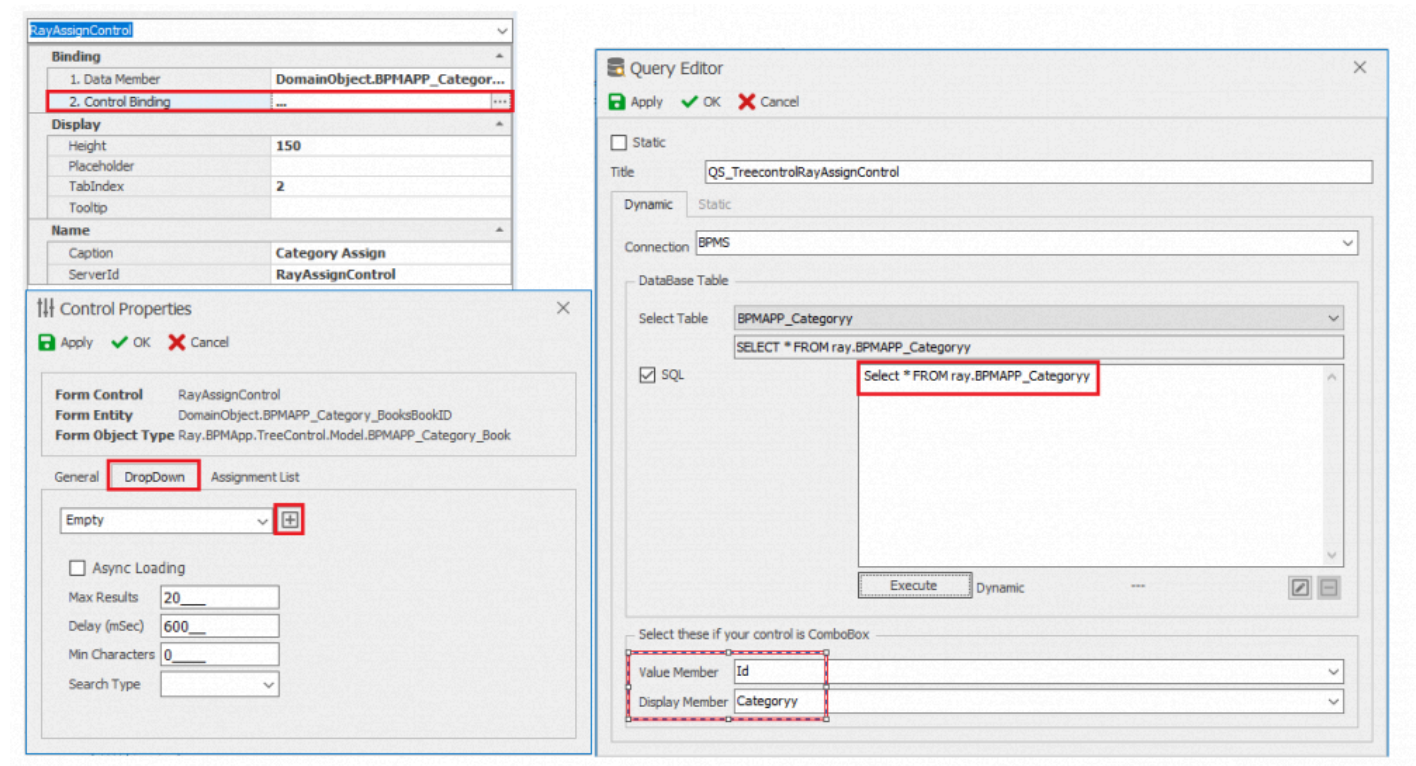 RayAssignControl
Binding
1. Data Member DomainObject.BPMAPP_Categor...
2. Control Binding ... ...
Display
Height 150
Placeholder
TabIndex 2
Tooltip
Name
Caption Category Assign
ServerId RayAssignControl
Control Properties
Apply OK Cancel
Form Control RayAssignControl
Form Entity DomainObject.BPMAPP_Category_BooksBookID
Form Object Type Ray.BPMApp.TreeControl.Model.BPMAPP_Category_Book
General DropDown Assignment List
Empty
Async Loading
Max Results 20___
Delay (mSec) 600__
Min Characters 0____
Search Type
Query Editor
Apply OK Cancel
Static
Title QS_TreecontrolRayAssignControl
Dynamic Static
Connection BPMS
DataBase Table
Select Table BPMAPP_Categoryy
SELECT * FROM ray.BPMAPP_Categoryy
SQL Select * FROM ray.BPMAPP_Categoryy
Execute Dynamic ---
Select these if your control is ComboBox
Value Member Id
Display Member Categoryy